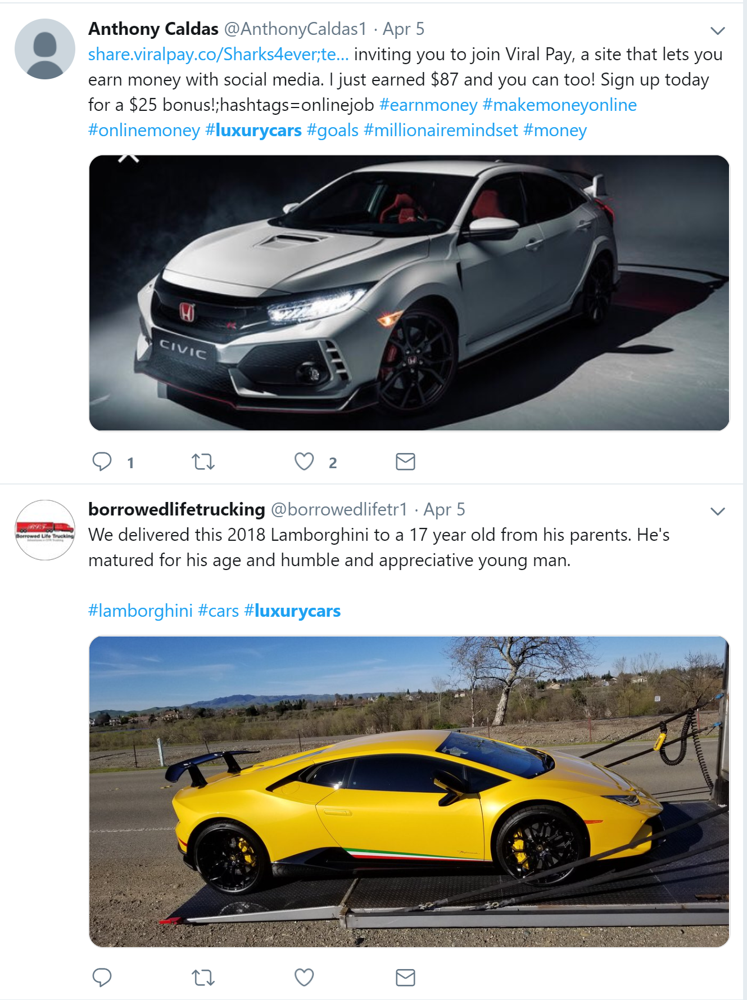 Anthony Caldas @AnthonyCaldas1 · Apr 5
share.viralpay.co/Sharks4ever;te... inviting you to join Viral Pay, a site that lets you
earn money with social media. I just earned $87 and you can too! Sign up today
for a $25 bonus!;hashtags=onlinejob #earnmoney #makemoneyonline
#onlinemoney #luxurycars #goals #millionairemindset #money
CIVIC
1 2
borrowedlifetrucking @borrowedlifetr1 · Apr 5
Borrowed Life Trucking
We delivered this 2018 Lamborghini to a 17 year old from his parents. He's
matured for his age and humble and appreciative young man.
#lamborghini #cars #luxurycars